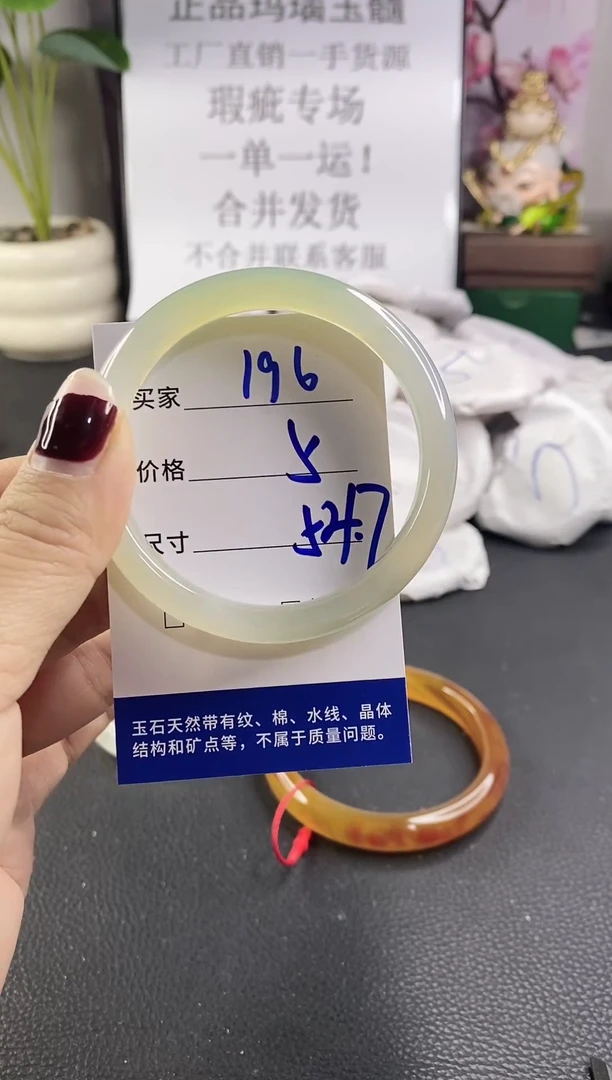 正品玛瑙玉髓
工厂直销一手货源
瑕疵专场
一单一运！
合并发货
不合并联系客服
买家 196
价格 5
尺寸 54.7
玉石天然带有纹、棉、水线、晶体
结构和矿点等，不属于质量问题。